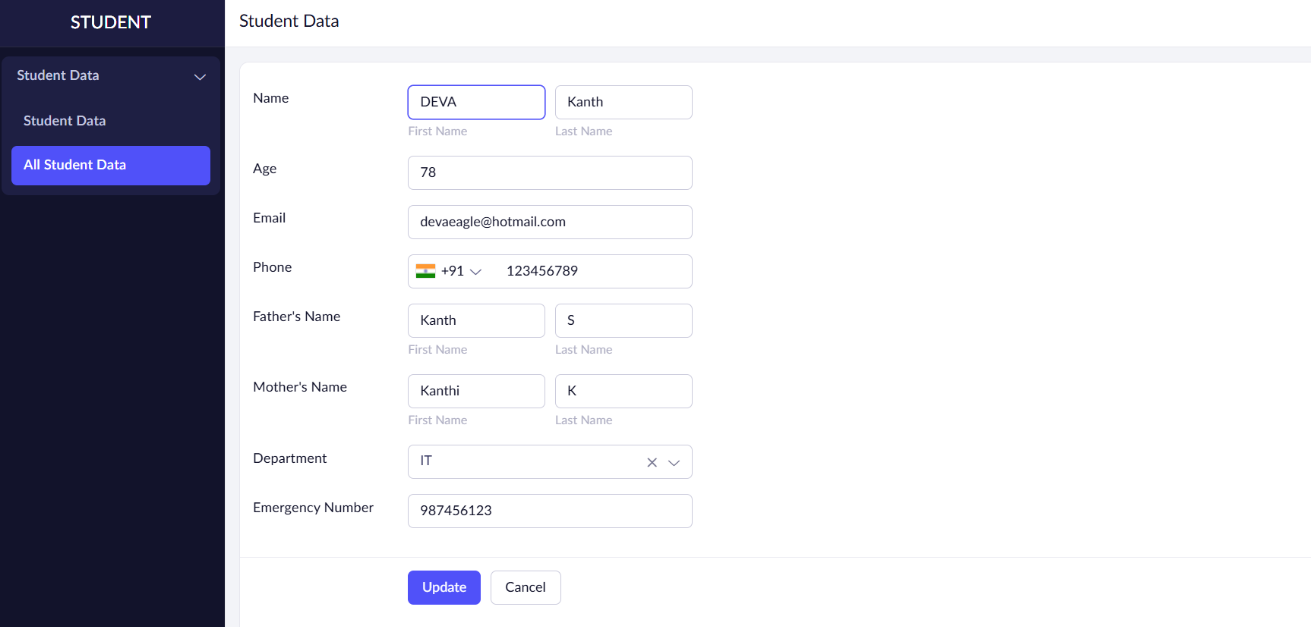 STUDENT
Student Data
Student Data
Student Data
All Student Data
Name
DEVA
Kanth
First Name
Last Name
Age
78
Email
devaeagle@hotmail.com
Phone
+91
123456789
Father's Name
Kanth
S
First Name
Last Name
Mother's Name
Kanthi
K
First Name
Last Name
Department
IT
Emergency Number
987456123
Update
Cancel